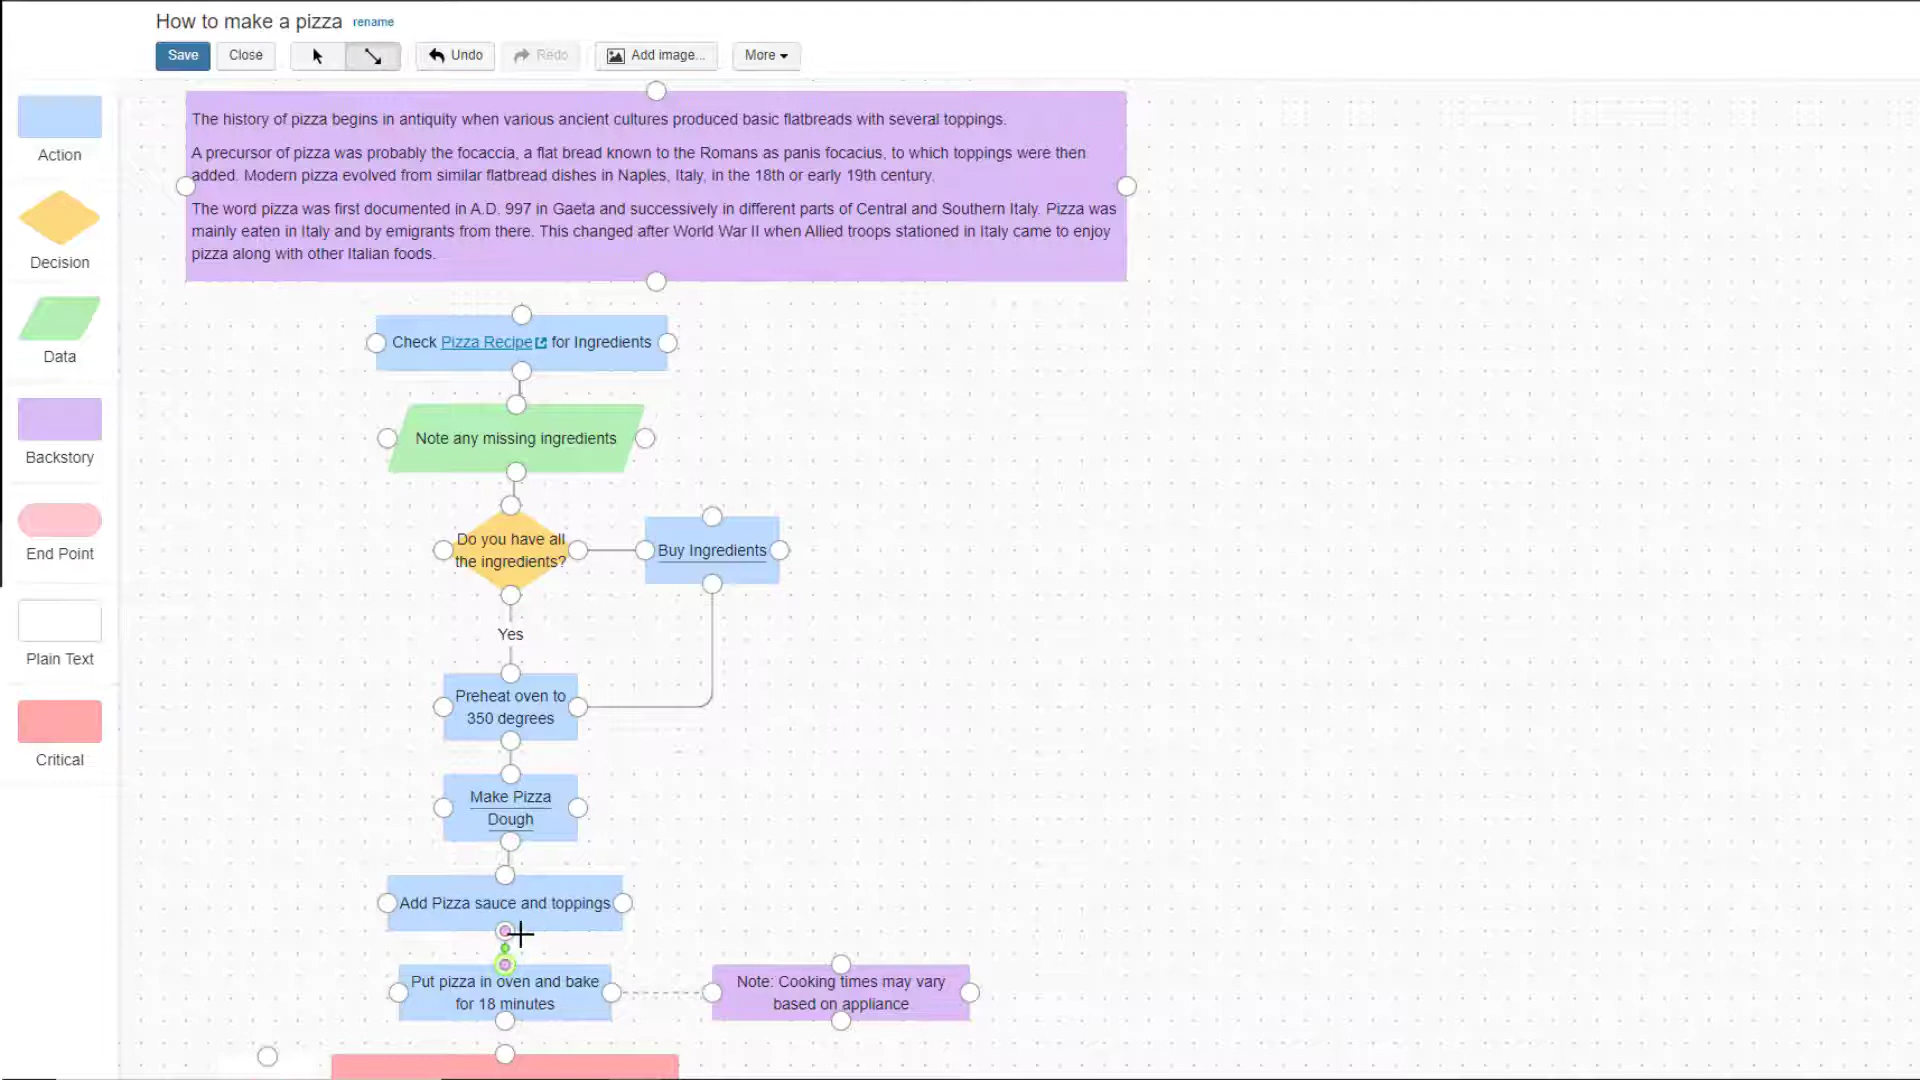 How to make a pizza rename
Save Close Undo Redo Add image... More
Action
Decision
Data
Backstory
End Point
Plain Text
Critical
The history of pizza begins in antiquity when various ancient cultures produced basic flatbreads with several toppings.
A precursor of pizza was probably the focaccia, a flat bread known to the Romans as panis focacius, to which toppings were then
added. Modern pizza evolved from similar flatbread dishes in Naples, Italy, in the 18th or early 19th century.
The word pizza was first documented in A.D. 997 in Gaeta and successively in different parts of Central and Southern Italy. Pizza was
mainly eaten in Italy and by emigrants from there. This changed after World War II when Allied troops stationed in Italy came to enjoy
pizza along with other Italian foods.
Check Pizza Recipe for Ingredients
Note any missing ingredients
Do you have all
the ingredients?
Buy Ingredients
Yes
Preheat oven to
350 degrees
Make Pizza
Dough
Add Pizza sauce and toppings
Put pizza in oven and bake
for 18 minutes
Note: Cooking times may vary
based on appliance